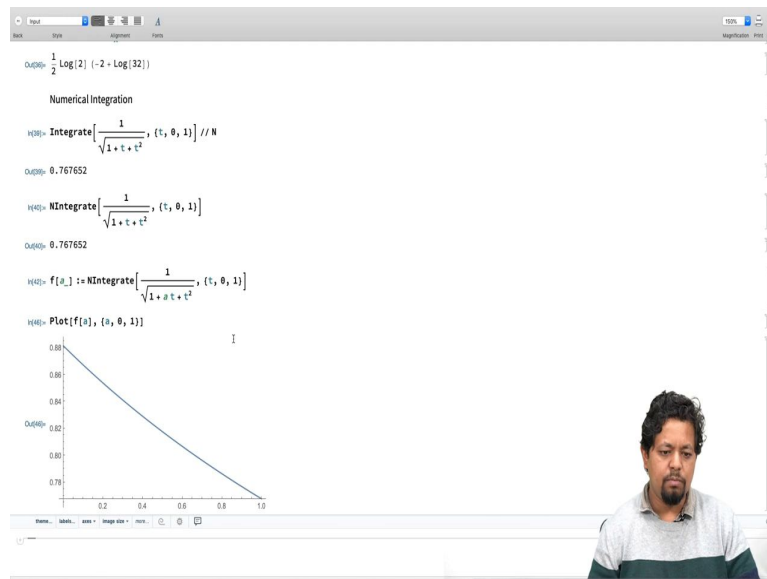 Input
A
150%
Back Style Alignment Fonts Magnification Print
Out[36]= 1/2 Log[2] (-2 + Log[32])
Numerical Integration
In[39]:= Integrate[1/√(1 + t + t²), {t, 0, 1}] // N
Out[39]= 0.767652
In[40]:= NIntegrate[1/√(1 + t + t²), {t, 0, 1}]
Out[40]= 0.767652
In[42]:= f[a_] := NIntegrate[1/√(1 + a t + t²), {t, 0, 1}]
In[46]:= Plot[f[a], {a, 0, 1}]
0.88
0.86
0.84
Out[46]= 0.82
0.80
0.78
0.2 0.4 0.6 0.8 1.0
theme... labels... axes image size more...